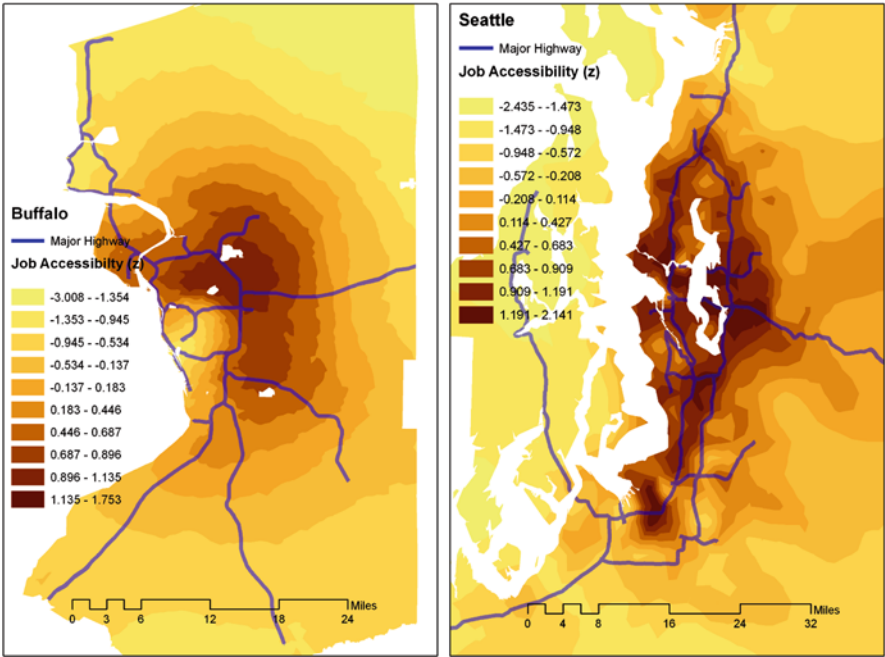 Buffalo
Major Highway
Job Accessibilty (z)
-3.008 - -1.354
-1.353 - -0.945
-0.945 - -0.534
-0.534 - -0.137
-0.137 - 0.183
0.183 - 0.446
0.446 - 0.687
0.687 - 0.896
0.896 - 1.135
1.135 - 1.753
Miles
0 3 6 12 18 24
Seattle
Major Highway
Job Accessibility (z)
-2.435 - -1.473
-1.473 - -0.948
-0.948 - -0.572
-0.572 - -0.208
-0.208 - 0.114
0.114 - 0.427
0.427 - 0.683
0.683 - 0.909
0.909 - 1.191
1.191 - 2.141
Miles
0 4 8 16 24 32